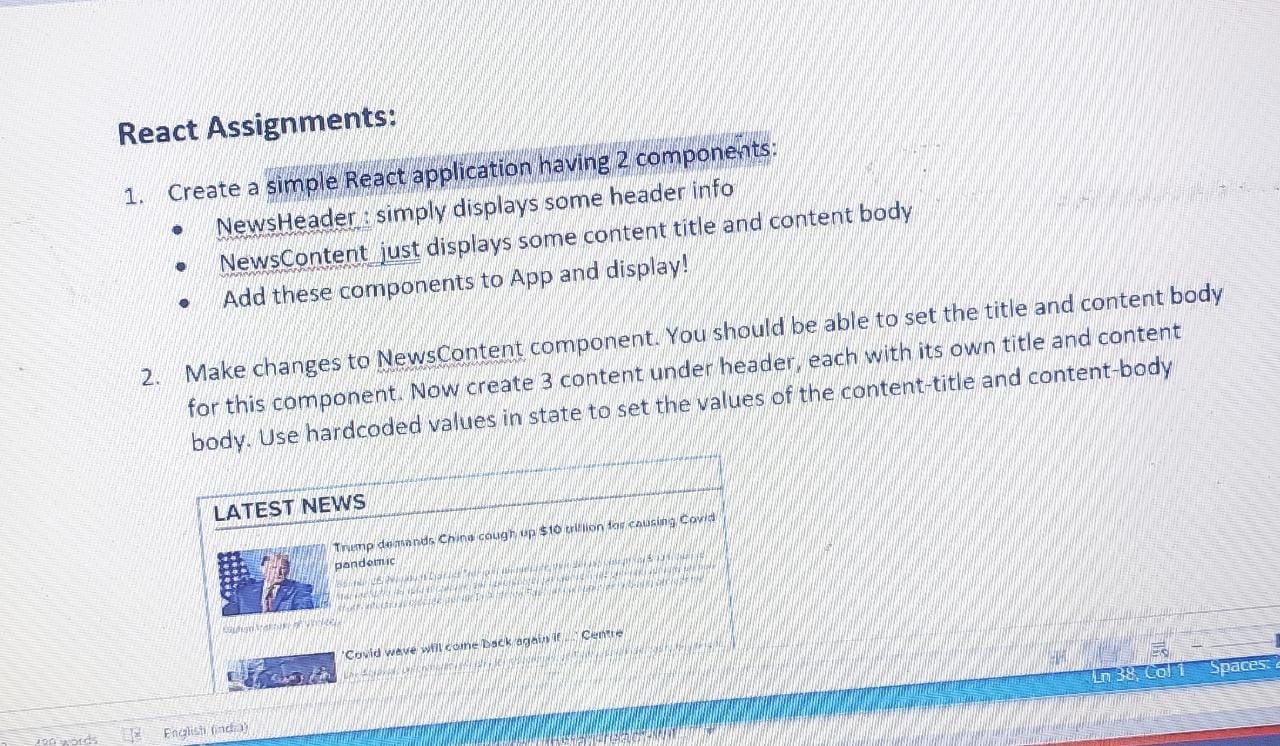 React Assignments:
1. Create a simple React application having 2 components:
• NewsHeader : simply displays some header info
• NewsContent just displays some content title and content body
• Add these components to App and display!
2. Make changes to NewsContent component. You should be able to set the title and content body
for this component. Now create 3 content under header, each with its own title and content
body. Use hardcoded values in state to set the values of the content-title and content-body
LATEST NEWS
Trump demands China cough up $10 trillion for causing Covid
pandemic
'Covid wave will come back again if...' Centre
Ln 38, Col 1 Spaces:
words English (India)